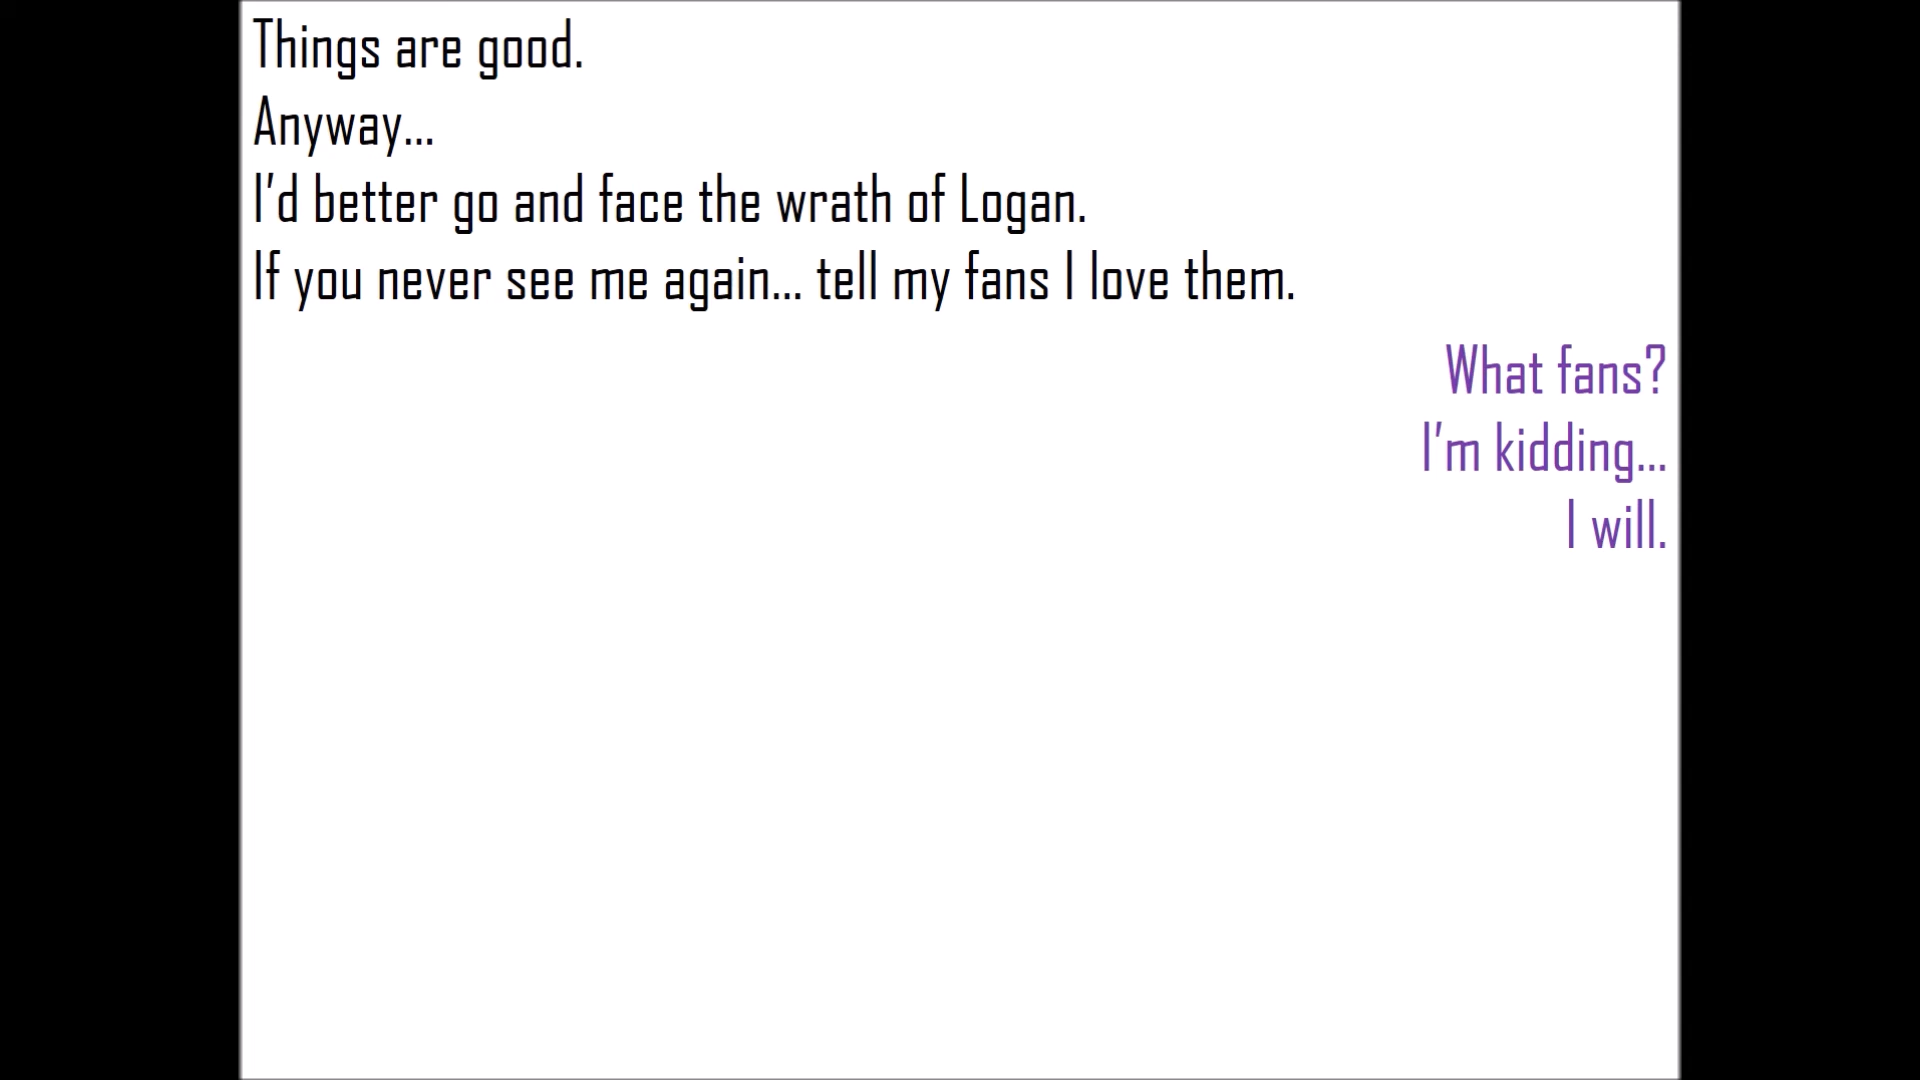 Things are good.
Anyway...
I'd better go and face the wrath of Logan.
If you never see me again... tell my fans I love them.
What fans?
I'm kidding...
I will.